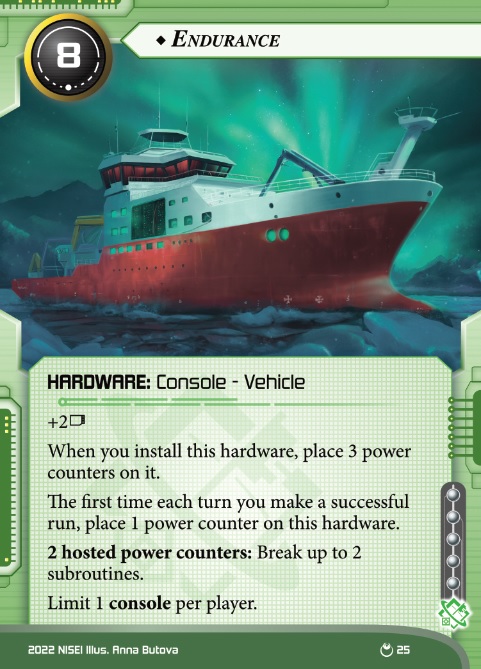 8
◆ ENDURANCE
HARDWARE: Console - Vehicle
+2
When you install this hardware, place 3 power
counters on it.
The first time each turn you make a successful
run, place 1 power counter on this hardware.
2 hosted power counters: Break up to 2
subroutines.
Limit 1 console per player.
2022 NISEI Illus. Anna Butova
25